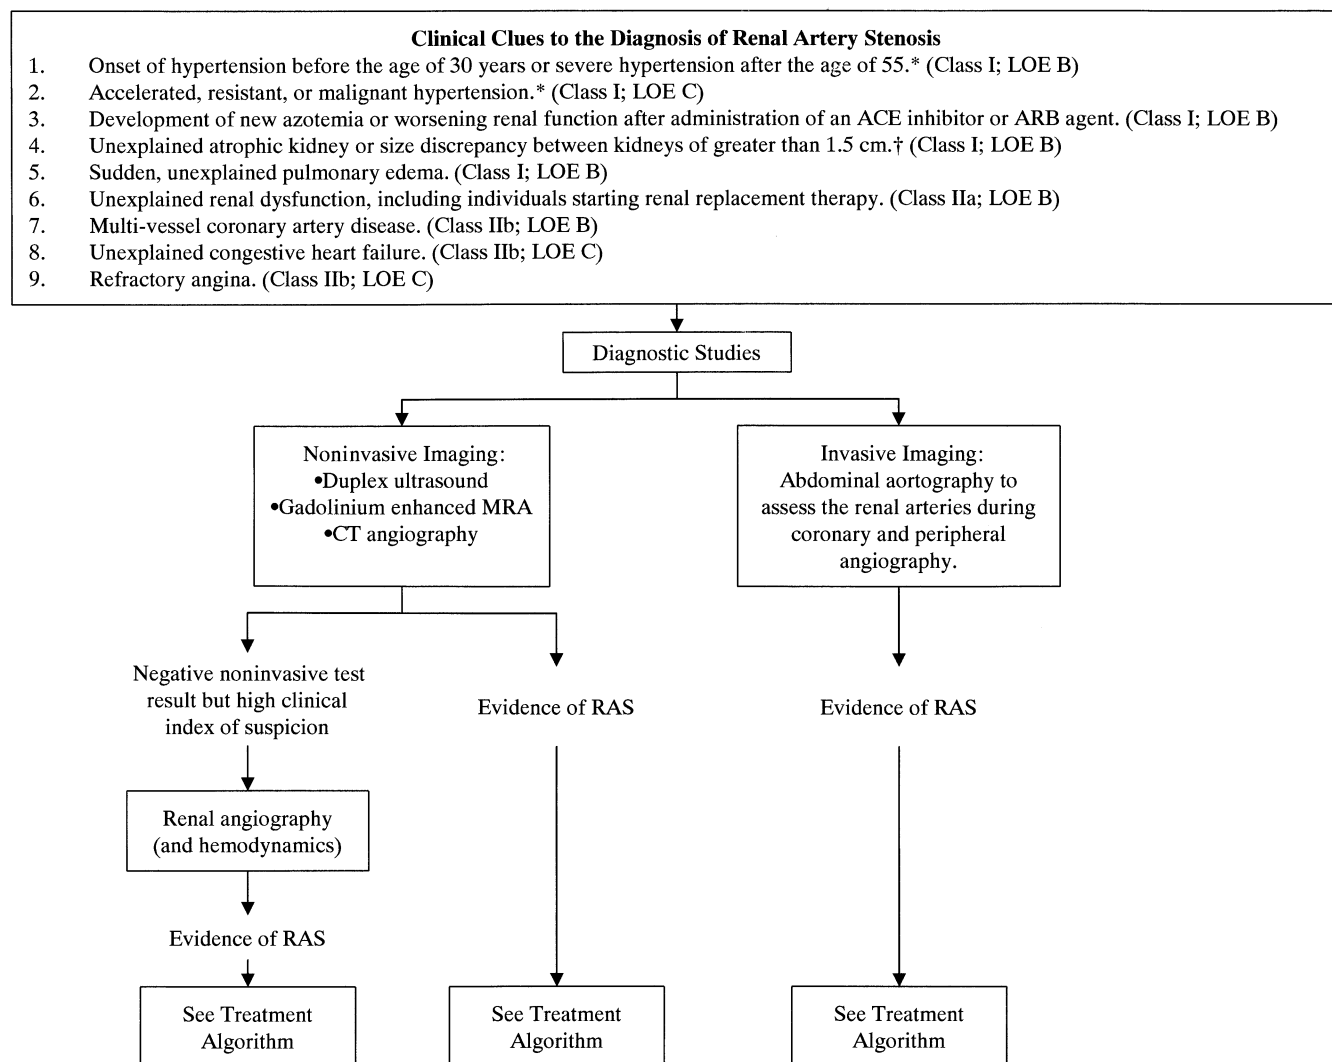 Clinical Clues to the Diagnosis of Renal Artery Stenosis
1. Onset of hypertension before the age of 30 years or severe hypertension after the age of 55.* (Class I; LOE B)
2. Accelerated, resistant, or malignant hypertension.* (Class I; LOE C)
3. Development of new azotemia or worsening renal function after administration of an ACE inhibitor or ARB agent. (Class I; LOE B)
4. Unexplained atrophic kidney or size discrepancy between kidneys of greater than 1.5 cm.† (Class I; LOE B)
5. Sudden, unexplained pulmonary edema. (Class I; LOE B)
6. Unexplained renal dysfunction, including individuals starting renal replacement therapy. (Class IIa; LOE B)
7. Multi-vessel coronary artery disease. (Class IIb; LOE B)
8. Unexplained congestive heart failure. (Class IIb; LOE C)
9. Refractory angina. (Class IIb; LOE C)
Diagnostic Studies
Noninvasive Imaging:
•Duplex ultrasound
•Gadolinium enhanced MRA
•CT angiography
Invasive Imaging:
Abdominal aortography to
assess the renal arteries during
coronary and peripheral
angiography.
Negative noninvasive test
result but high clinical
index of suspicion
Evidence of RAS
Evidence of RAS
Renal angiography
(and hemodynamics)
Evidence of RAS
See Treatment
Algorithm
See Treatment
Algorithm
See Treatment
Algorithm